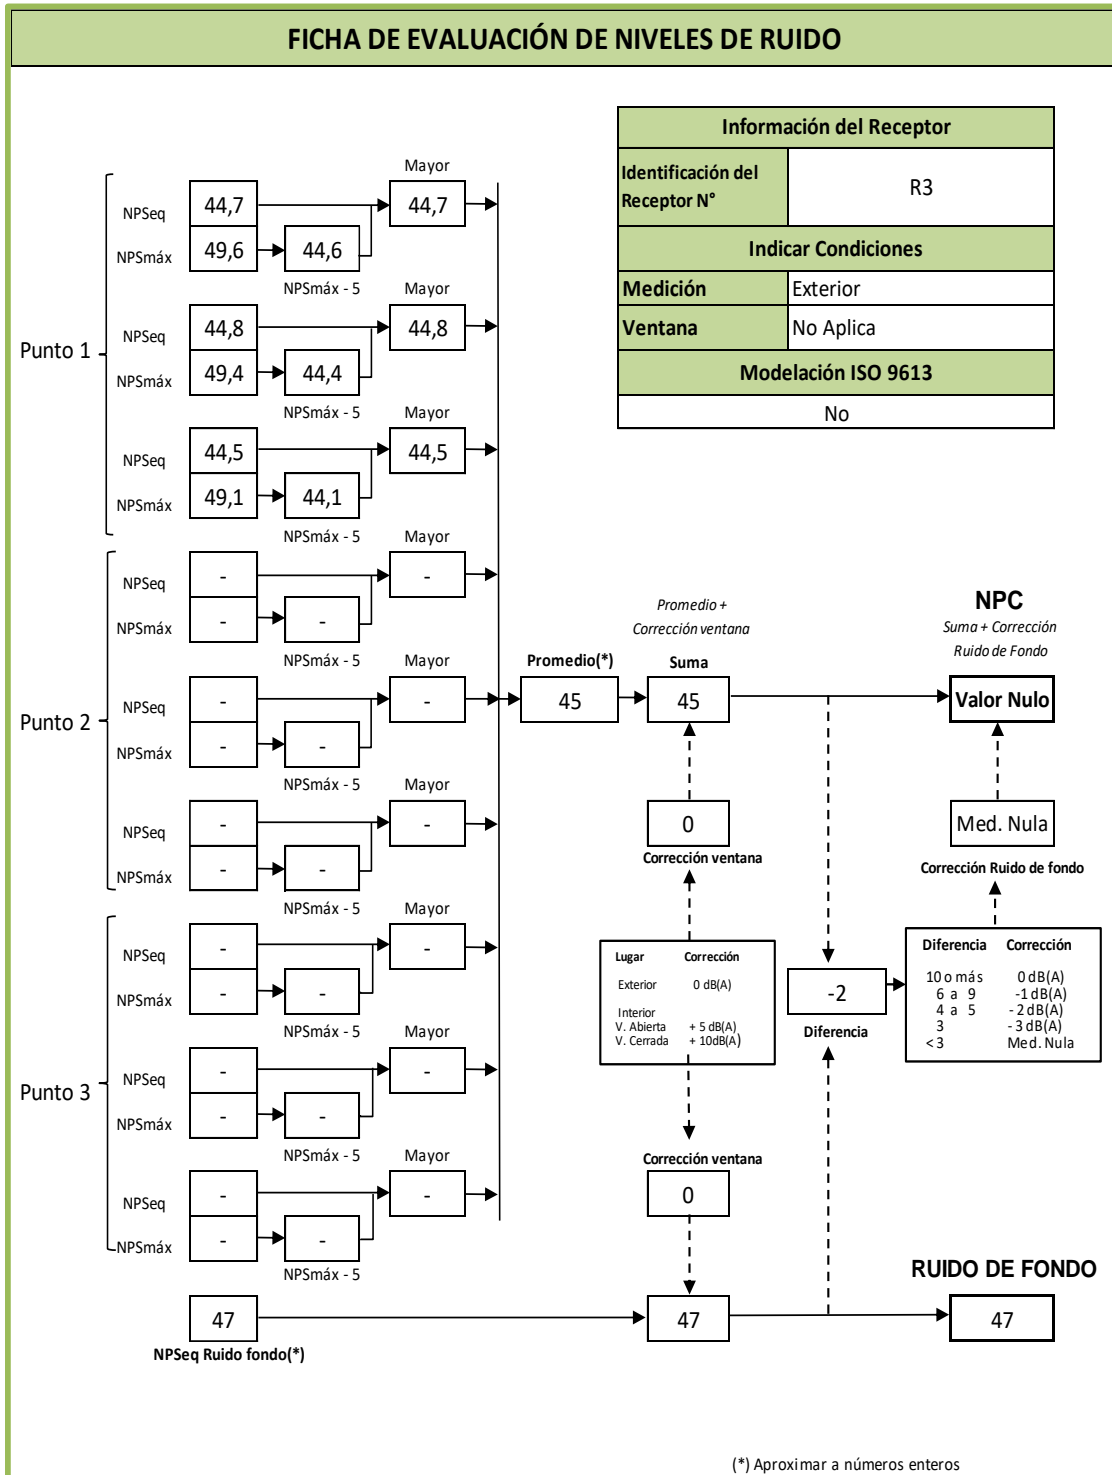 FICHA DE EVALUACIÓN DE NIVELES DE RUIDO
Información del Receptor
Identificación del Receptor N° R3
Indicar Condiciones
Medición Exterior
Ventana No Aplica
Modelación ISO 9613
No
Punto 1
Mayor
NPSeq 44,7 44,7
NPSmáx 49,6 44,6
NPSmáx - 5
Mayor
NPSeq 44,8 44,8
NPSmáx 49,4 44,4
NPSmáx - 5
Mayor
NPSeq 44,5 44,5
NPSmáx 49,1 44,1
NPSmáx - 5
Punto 2
Mayor
NPSeq - -
NPSmáx - -
NPSmáx - 5
Mayor
NPSeq - -
NPSmáx - -
NPSmáx - 5
Mayor
NPSeq - -
NPSmáx - -
NPSmáx - 5
Punto 3
Mayor
NPSeq - -
NPSmáx - -
NPSmáx - 5
Mayor
NPSeq - -
NPSmáx - -
NPSmáx - 5
Mayor
NPSeq - -
NPSmáx - -
NPSmáx - 5
47
NPSeq Ruido fondo(*)
Promedio(*)
45
Promedio +
Corrección ventana
Suma
45
0
Corrección ventana
Lugar Corrección
Exterior 0 dB(A)
Interior
V. Abierta + 5 dB(A)
V. Cerrada + 10dB(A)
Corrección ventana
0
47
-2
Diferencia
NPC
Suma + Corrección
Ruido de Fondo
Valor Nulo
Med. Nula
Corrección Ruido de fondo
Diferencia Corrección
10 o más 0 dB(A)
6 a 9 -1 dB(A)
4 a 5 - 2 dB(A)
3 - 3 dB(A)
< 3 Med. Nula
RUIDO DE FONDO
47
(*) Aproximar a números enteros